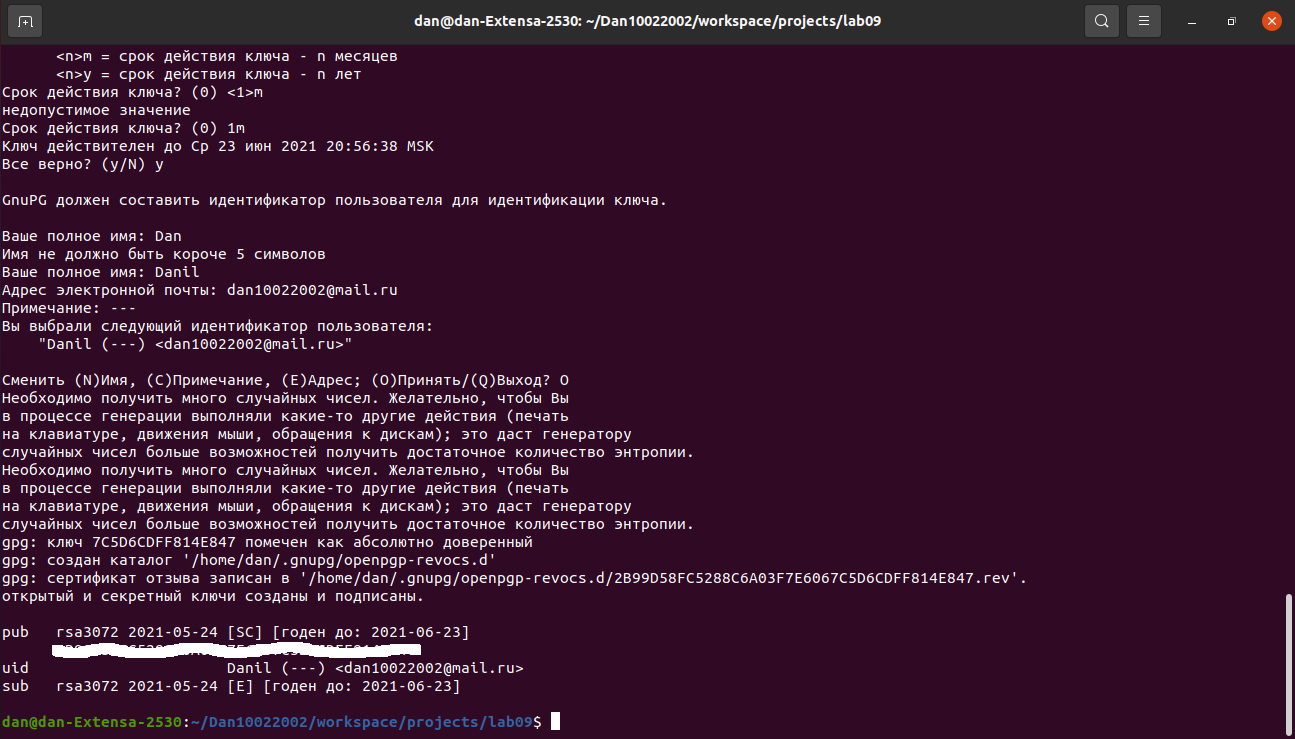 dan@dan-Extensa-2530: ~/Dan10022002/workspace/projects/lab09
<n>m = срок действия ключа - n месяцев
<n>y = срок действия ключа - n лет
Срок действия ключа? (0) <1>m
недопустимое значение
Срок действия ключа? (0) 1m
Ключ действителен до Ср 23 июн 2021 20:56:38 MSK
Все верно? (y/N) y
GnuPG должен составить идентификатор пользователя для идентификации ключа.
Ваше полное имя: Dan
Имя не должно быть короче 5 символов
Ваше полное имя: Danil
Адрес электронной почты: dan10022002@mail.ru
Примечание: ---
Вы выбрали следующий идентификатор пользователя:
"Danil (---) <dan10022002@mail.ru>"
Сменить (N)Имя, (C)Примечание, (E)Адрес; (O)Принять/(Q)Выход? O
Необходимо получить много случайных чисел. Желательно, чтобы Вы
в процессе генерации выполняли какие-то другие действия (печать
на клавиатуре, движения мыши, обращения к дискам); это даст генератору
случайных чисел больше возможностей получить достаточное количество энтропии.
Необходимо получить много случайных чисел. Желательно, чтобы Вы
в процессе генерации выполняли какие-то другие действия (печать
на клавиатуре, движения мыши, обращения к дискам); это даст генератору
случайных чисел больше возможностей получить достаточное количество энтропии.
gpg: ключ 7C5D6CDFF814E847 помечен как абсолютно доверенный
gpg: создан каталог '/home/dan/.gnupg/openpgp-revocs.d'
gpg: сертификат отзыва записан в '/home/dan/.gnupg/openpgp-revocs.d/2B99D58FC5288C6A03F7E6067C5D6CDFF814E847.rev'.
открытый и секретный ключи созданы и подписаны.
pub   rsa3072 2021-05-24 [SC] [годен до: 2021-06-23]
uid                      Danil (---) <dan10022002@mail.ru>
sub   rsa3072 2021-05-24 [E] [годен до: 2021-06-23]
dan@dan-Extensa-2530:~/Dan10022002/workspace/projects/lab09$